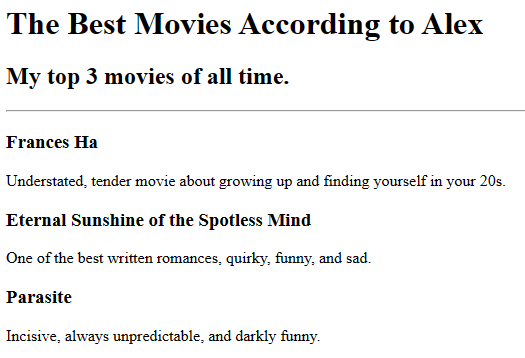 The Best Movies According to Alex
My top 3 movies of all time.
Frances Ha
Understated, tender movie about growing up and finding yourself in your 20s.
Eternal Sunshine of the Spotless Mind
One of the best written romances, quirky, funny, and sad.
Parasite
Incisive, always unpredictable, and darkly funny.